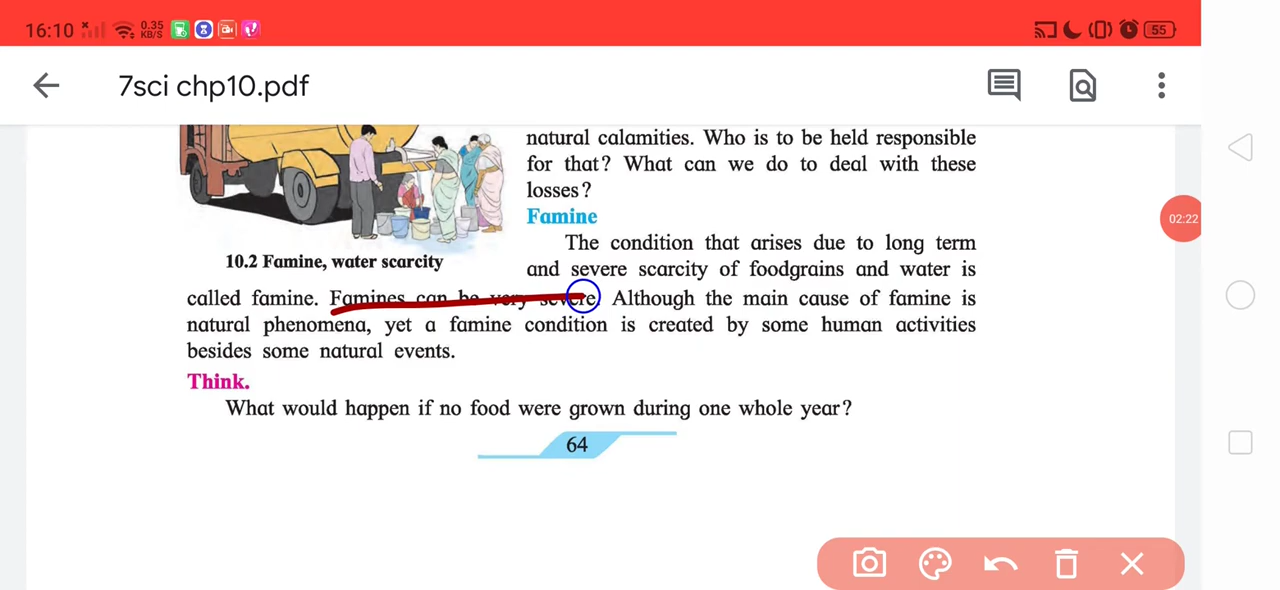 16:10
0.35
KB/S
55
7sci chp10.pdf
natural calamities. Who is to be held responsible
for that? What can we do to deal with these
losses?
02:22
Famine
The condition that arises due to long term
10.2 Famine, water scarcity
and severe scarcity of foodgrains and water is
called famine. Famines can be very severe. Although the main cause of famine is
natural phenomena, yet a famine condition is created by some human activities
besides some natural events.
Think.
What would happen if no food were grown during one whole year?
64